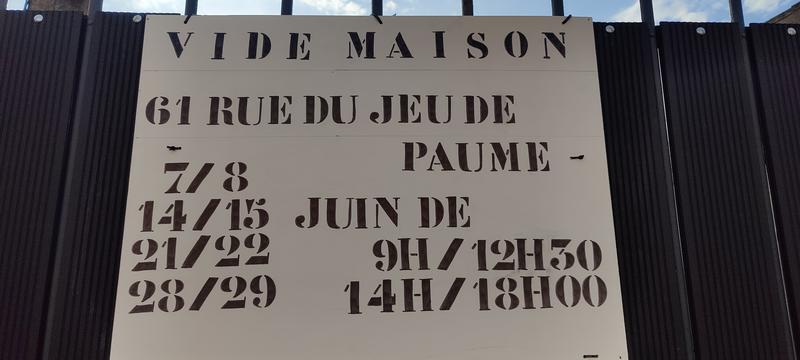 VIDE MAISON
61 RUE DU JEU DE
PAUME
7/8
14/15 JUIN DE
21/22 9H/12H30
28/29 14H/18H00